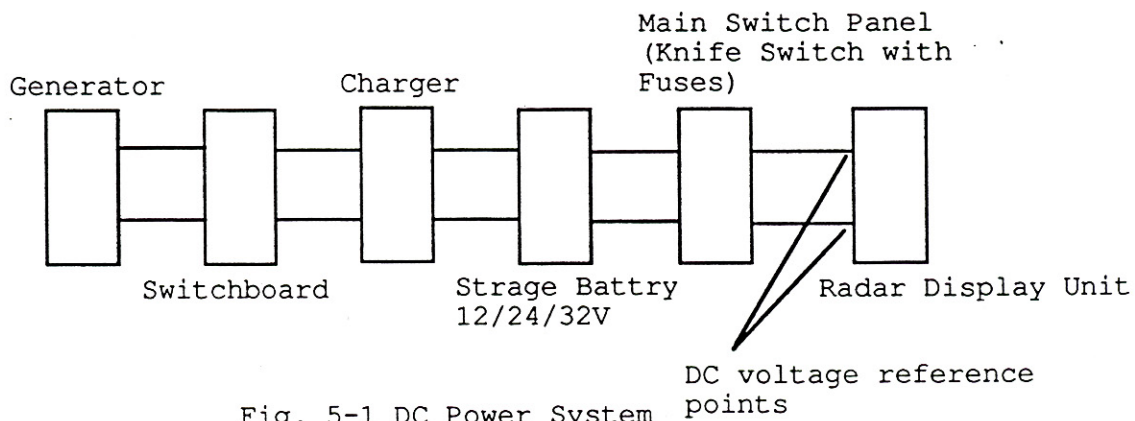 Main Switch Panel
(Knife Switch with
Fuses)
Generator
Charger
Switchboard
Strage Battry
12/24/32V
Radar Display Unit
DC voltage reference
points
Fig. 5-1 DC Power System